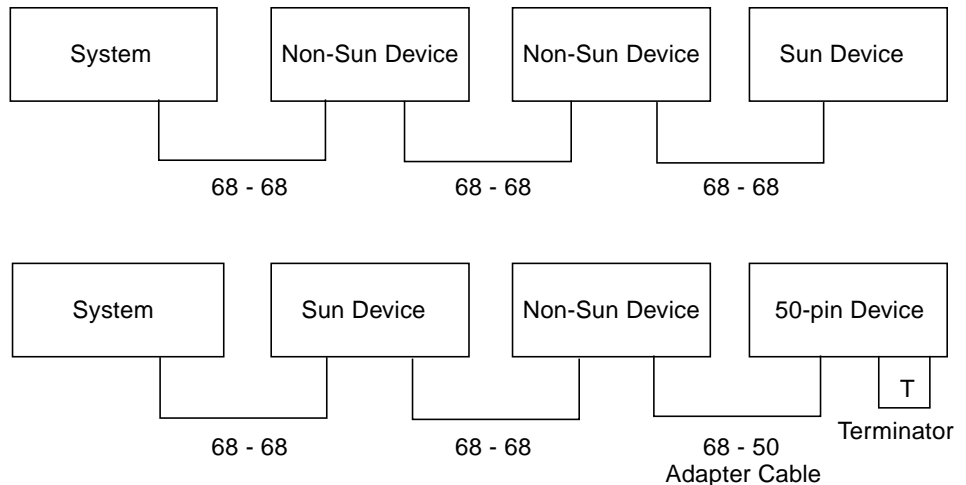 System
Non-Sun Device
Non-Sun Device
Sun Device
68 - 68
68 - 68
68 - 68
System
Sun Device
Non-Sun Device
50-pin Device
T
Terminator
68 - 68
68 - 68
68 - 50
Adapter Cable